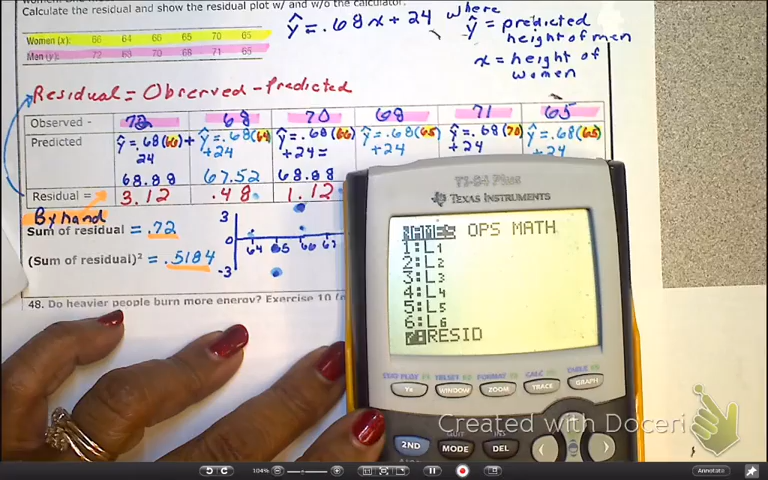 Calculate the residual and show the residual plot w/ and w/o the calculator.
ŷ = .68x + 24 where
ŷ = predicted
height of men
x = height of
women
Women (x): 66 64 66 65 70 65
Men (y): 72 68 70 68 71 65
Residual = Observed - Predicted
Observed - 72 68 70 68 71 65
Predicted ŷ = .68(66) + ŷ = .68(64) ŷ = .68(66) ŷ = .68(65) ŷ = .68(70) ŷ = .68(65)
24 +24 +24 = +24 +24 +24
68.88 67.52 68.88
Residual = 3.12 .48 1.12
By hand
Sum of residual = .72
(Sum of residual)² = .5184
3
0
-3
64 65 66 67
48. Do heavier people burn more energy? Exercise 10
TI-84 Plus
TEXAS INSTRUMENTS
NAMES OPS MATH
1:L1
2:L2
3:L3
4:L4
5:L5
6:L6
7:RESID
STAT PLOT F1 TBLSET F2 FORMAT F3 CALC F4 TABLE F5
Y= WINDOW ZOOM TRACE GRAPH
QUIT INS
2ND MODE DEL
Created with Doceri
104%
Annotate